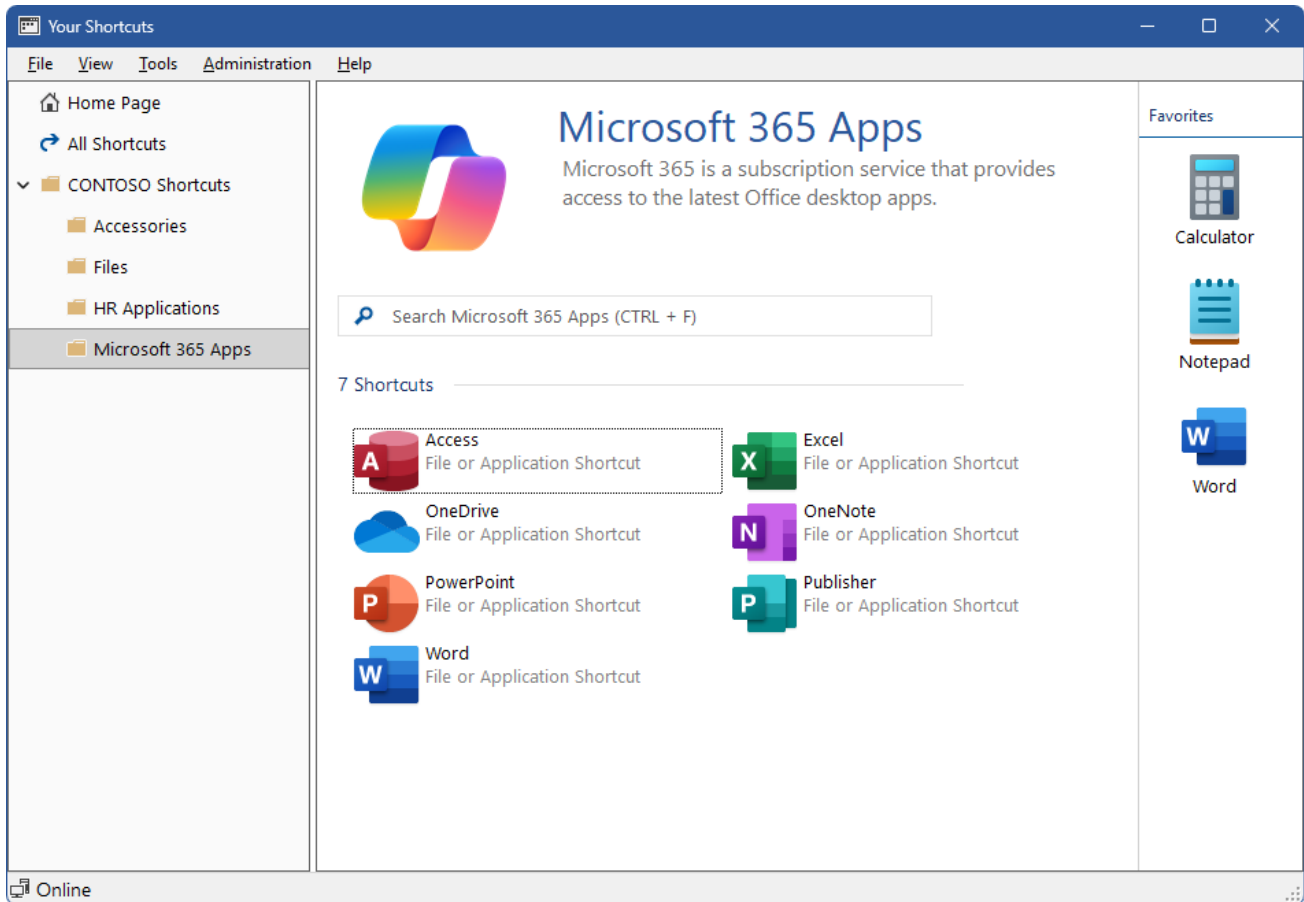 Your Shortcuts
File View Tools Administration Help
Home Page
All Shortcuts
CONTOSO Shortcuts
Accessories
Files
HR Applications
Microsoft 365 Apps
Microsoft 365 Apps
Microsoft 365 is a subscription service that provides
access to the latest Office desktop apps.
Search Microsoft 365 Apps (CTRL + F)
7 Shortcuts
A
Access
File or Application Shortcut
X
Excel
File or Application Shortcut
OneDrive
File or Application Shortcut
N
OneNote
File or Application Shortcut
P
PowerPoint
File or Application Shortcut
P
Publisher
File or Application Shortcut
W
Word
File or Application Shortcut
Favorites
Calculator
Notepad
W
Word
Online